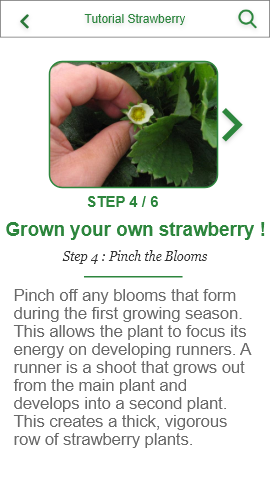 Tutorial Strawberry
STEP 4 / 6
Grown your own strawberry !
Step 4 : Pinch the Blooms
Pinch off any blooms that form
during the first growing season.
This allows the plant to focus its
energy on developing runners. A
runner is a shoot that grows out
from the main plant and
develops into a second plant.
This creates a thick, vigorous
row of strawberry plants.